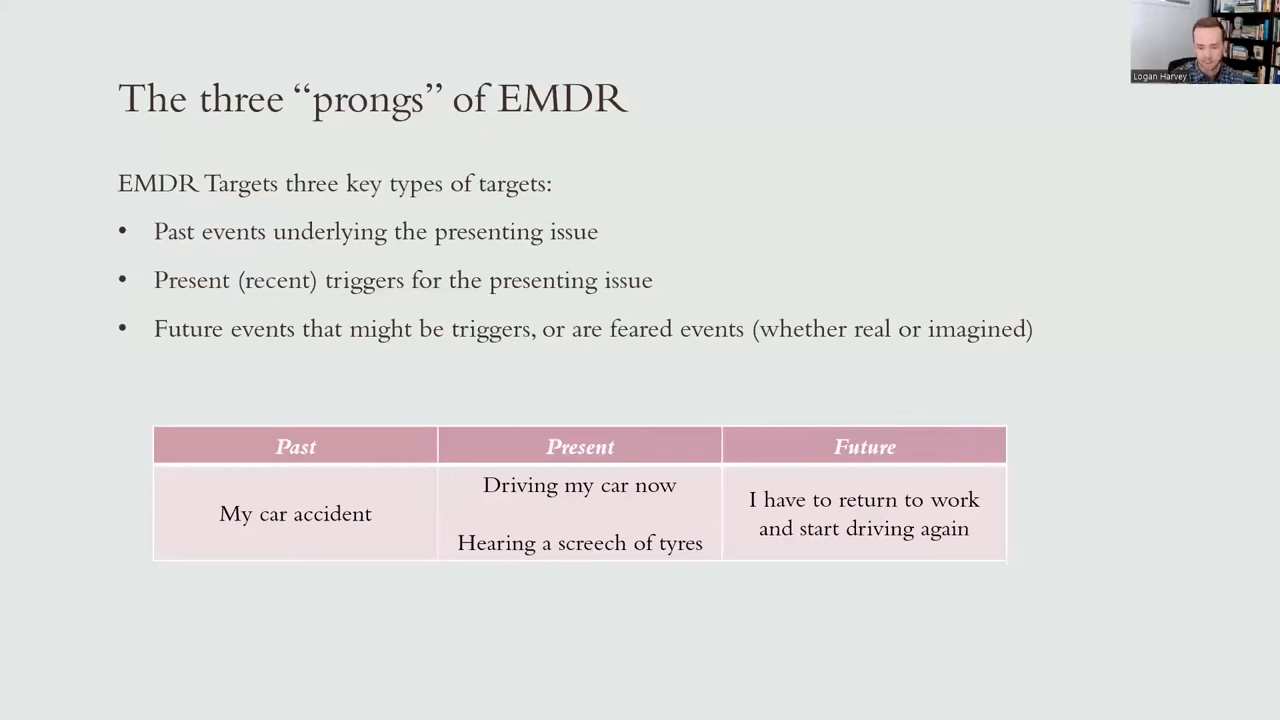 Logan Harvey
The three “prongs” of EMDR
EMDR Targets three key types of targets:
• Past events underlying the presenting issue
• Present (recent) triggers for the presenting issue
• Future events that might be triggers, or are feared events (whether real or imagined)
Past
Present
Future
My car accident
Driving my car now
Hearing a screech of tyres
I have to return to work
and start driving again